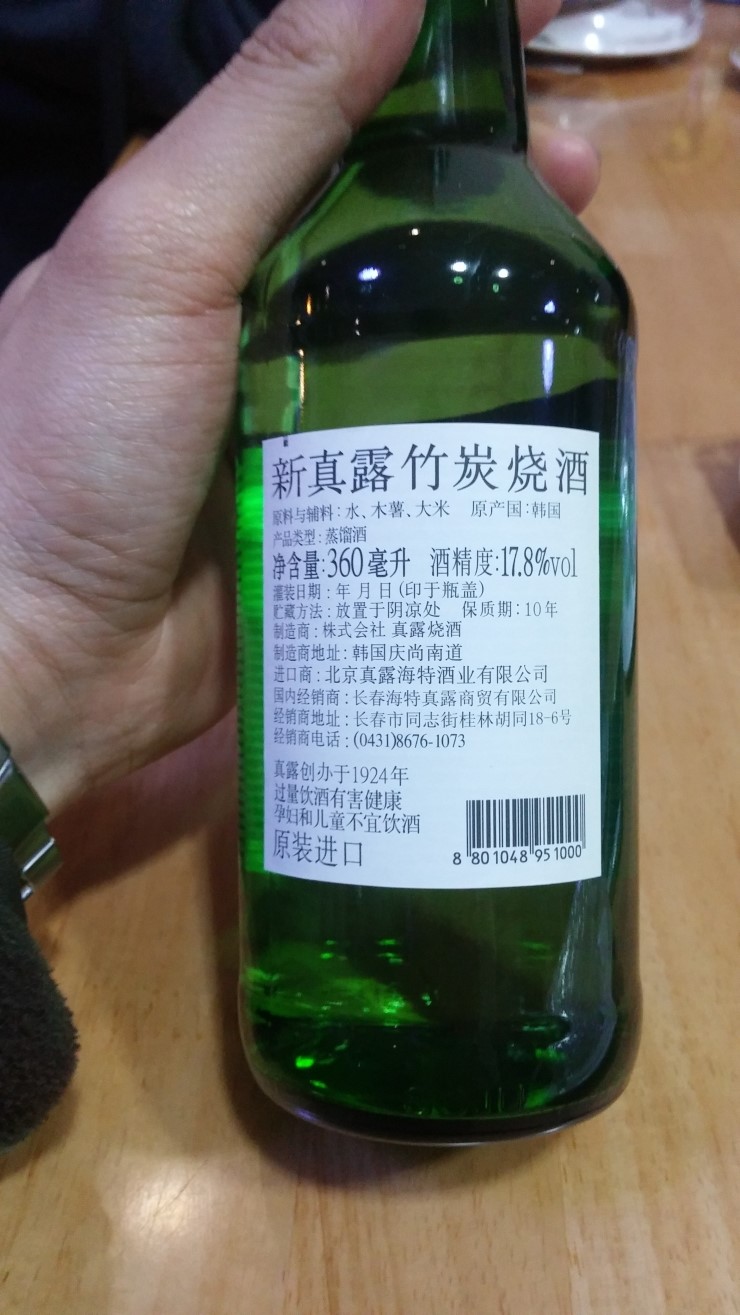 新真露竹炭烧酒
原料与辅料:水、木薯、大米 原产国:韩国
产品类型:蒸馏酒
净含量:360毫升 酒精度:17.8%vol
灌装日期:年 月 日(印于瓶盖)
贮藏方法:放置于阴凉处 保质期:10年
制造商:株式会社 真露烧酒
制造商地址:韩国庆尚南道
进口商:北京真露海特酒业有限公司
国内经销商:长春海特真露商贸有限公司
经销商地址:长春市同志街桂林胡同18-6号
经销商电话:(0431)8676-1073
真露创办于1924年
过量饮酒有害健康
孕妇和儿童不宜饮酒
原装进口
8 801048 951000